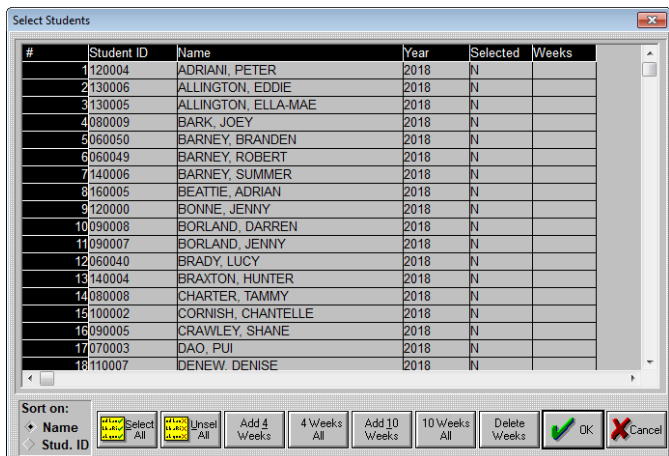 Select Students
# Student ID Name Year Selected Weeks
1 120004 ADRIANI, PETER 2018 N
2 130006 ALLINGTON, EDDIE 2018 N
3 130005 ALLINGTON, ELLA-MAE 2018 N
4 080009 BARK, JOEY 2018 N
5 060050 BARNEY, BRANDEN 2018 N
6 060049 BARNEY, ROBERT 2018 N
7 140006 BARNEY, SUMMER 2018 N
8 160005 BEATTIE, ADRIAN 2018 N
9 120000 BONNE, JENNY 2018 N
10 090008 BORLAND, DARREN 2018 N
11 090007 BORLAND, JENNY 2018 N
12 060040 BRADY, LUCY 2018 N
13 140004 BRAXTON, HUNTER 2018 N
14 080008 CHARTER, TAMMY 2018 N
15 100002 CORNISH, CHANTELLE 2018 N
16 090005 CRAWLEY, SHANE 2018 N
17 070003 DAO, PUI 2018 N
18 110007 DENEW, DENISE 2018 N
Sort on:
Name
Stud. ID
Select All
Unsel All
Add 4 Weeks
4 Weeks All
Add 10 Weeks
10 Weeks All
Delete Weeks
OK
Cancel